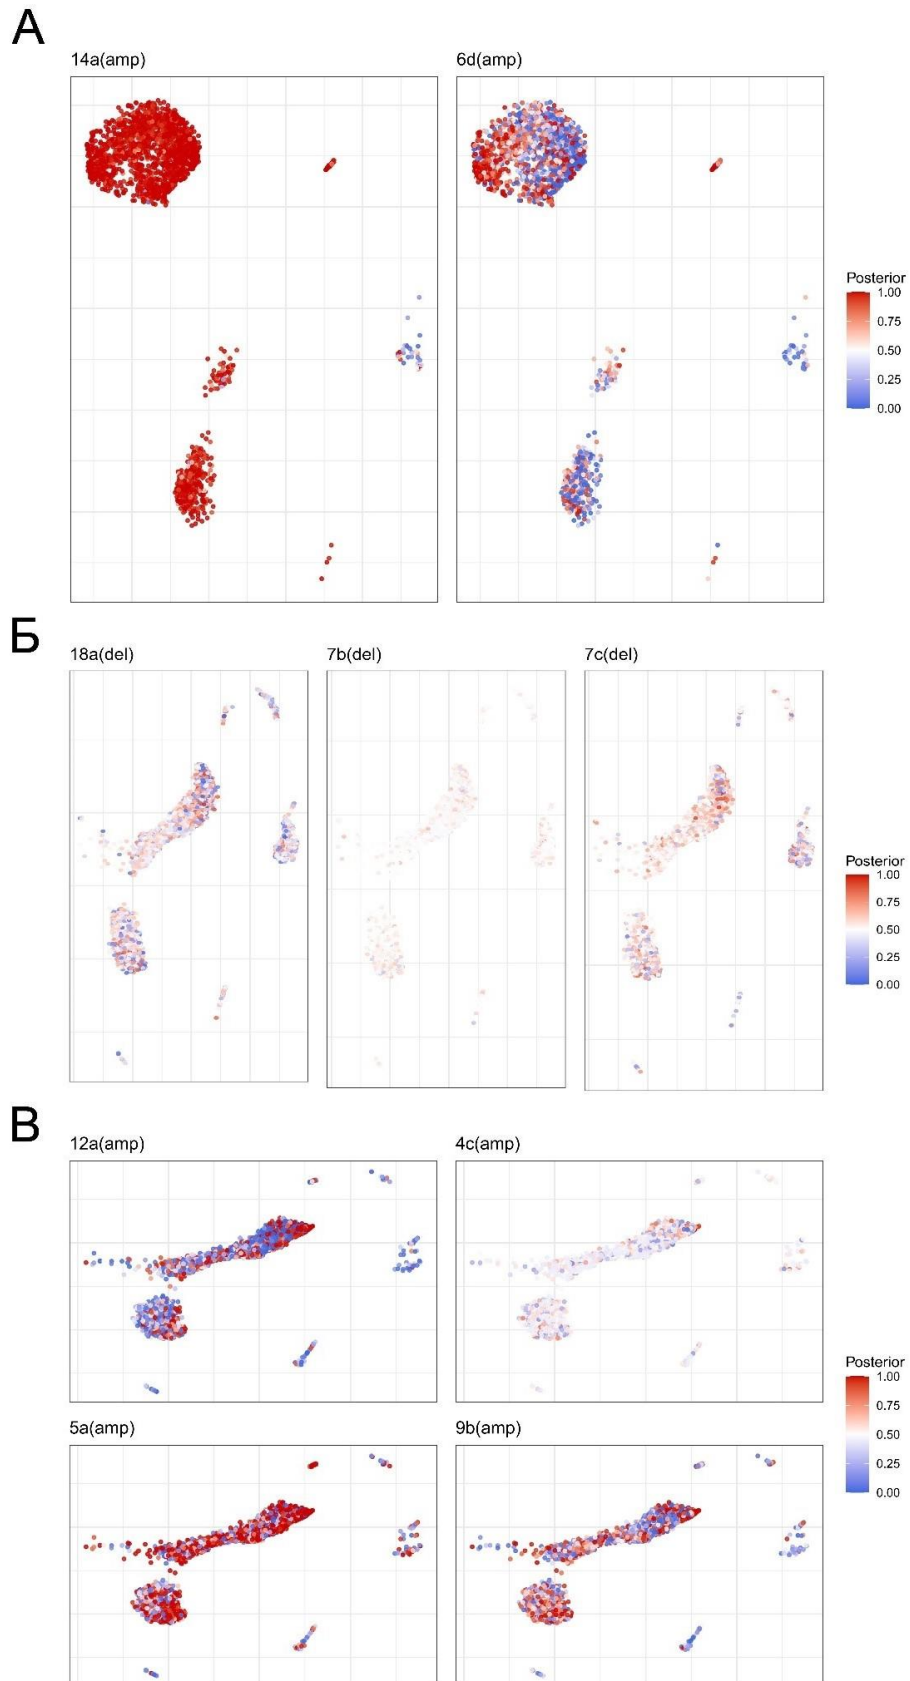 А
14a(amp) 6d(amp)
Posterior
1.00
0.75
0.50
0.25
0.00
Б
18a(del) 7b(del) 7c(del)
Posterior
1.00
0.75
0.50
0.25
0.00
В
12a(amp) 4c(amp)
Posterior
1.00
0.75
0.50
0.25
0.00
5a(amp) 9b(amp)